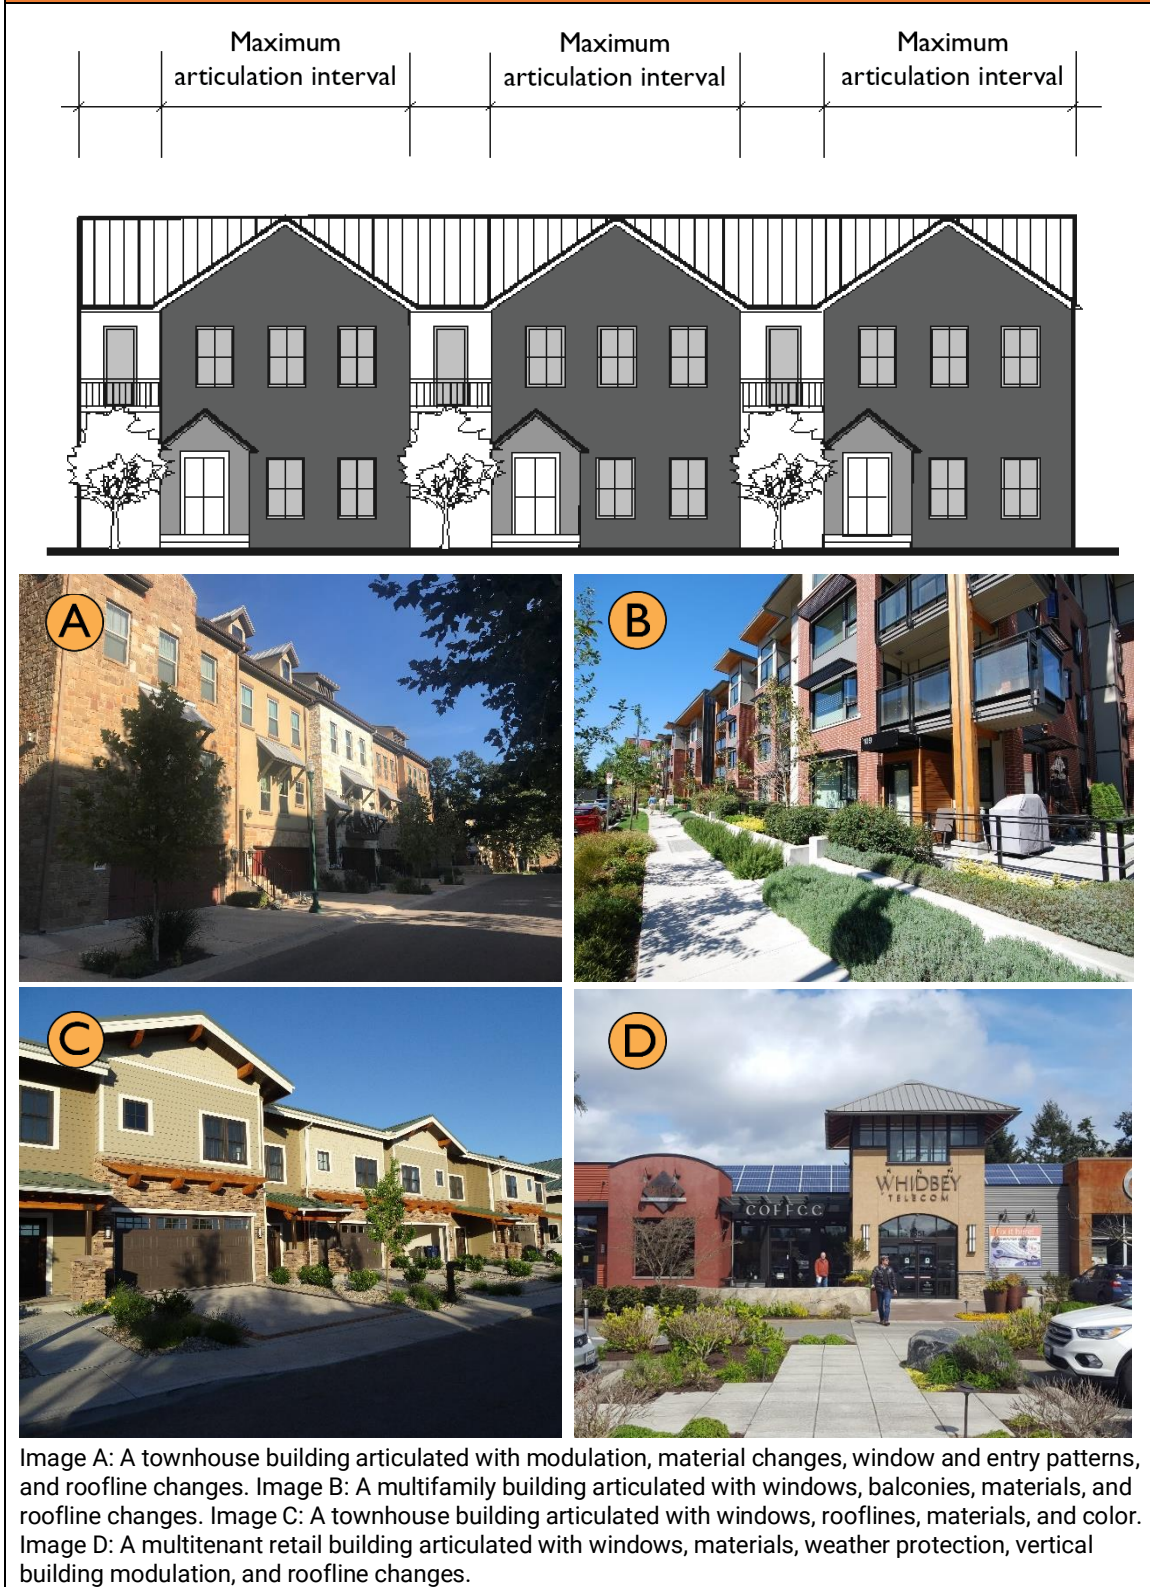 Maximum articulation interval
Maximum articulation interval
Maximum articulation interval
A
B
109
C
D
WHIDBEY
TELECOM
COFFEE
Image A: A townhouse building articulated with modulation, material changes, window and entry patterns,
and roofline changes. Image B: A multifamily building articulated with windows, balconies, materials, and
roofline changes. Image C: A townhouse building articulated with windows, rooflines, materials, and color.
Image D: A multitenant retail building articulated with windows, materials, weather protection, vertical
building modulation, and roofline changes.